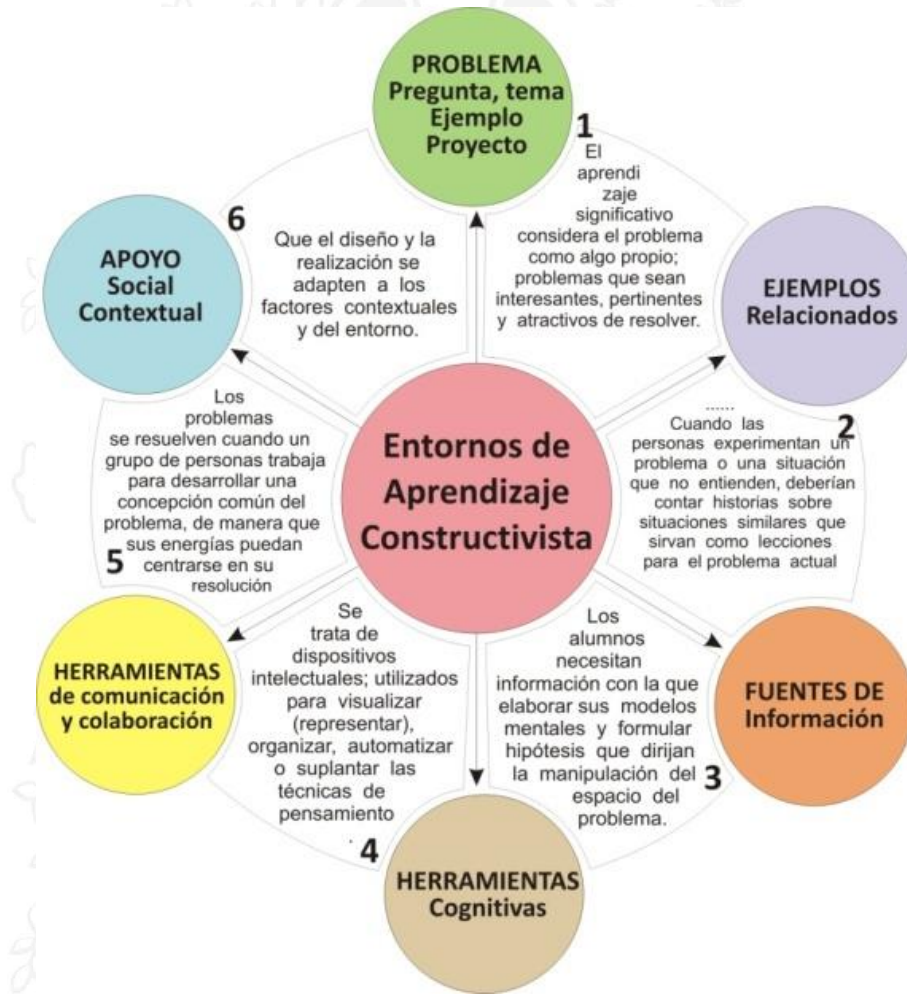 PROBLEMA
Pregunta, tema
Ejemplo
Proyecto
1
El
aprendi
zaje
significativo
considera el problema
como algo propio;
problemas que sean
interesantes, pertinentes
y atractivos de resolver.
EJEMPLOS
Relacionados
2
......
Cuando las
personas experimentan un
problema o una situación
que no entienden, deberían
contar historias sobre
situaciones similares que
sirvan como lecciones
para el problema actual
FUENTES DE
Información
3
Los
alumnos
necesitan
información con la que
elaborar sus modelos
mentales y formular
hipótesis que dirijan
la manipulación del
espacio del
problema.
HERRAMIENTAS
Cognitivas
4
Se
trata de
dispositivos
intelectuales; utilizados
para visualizar
(representar),
organizar, automatizar
o suplantar las
técnicas de
pensamiento
.
HERRAMIENTAS
de comunicación
y colaboración
5
Los
problemas
se resuelven cuando un
grupo de personas trabaja
para desarrollar una
concepción común del
problema, de manera que
sus energías puedan
centrarse en su
resolución
APOYO
Social
Contextual
6
Que el diseño y la
realización se
adapten a los
factores contextuales
y del entorno.
Entornos de
Aprendizaje
Constructivista